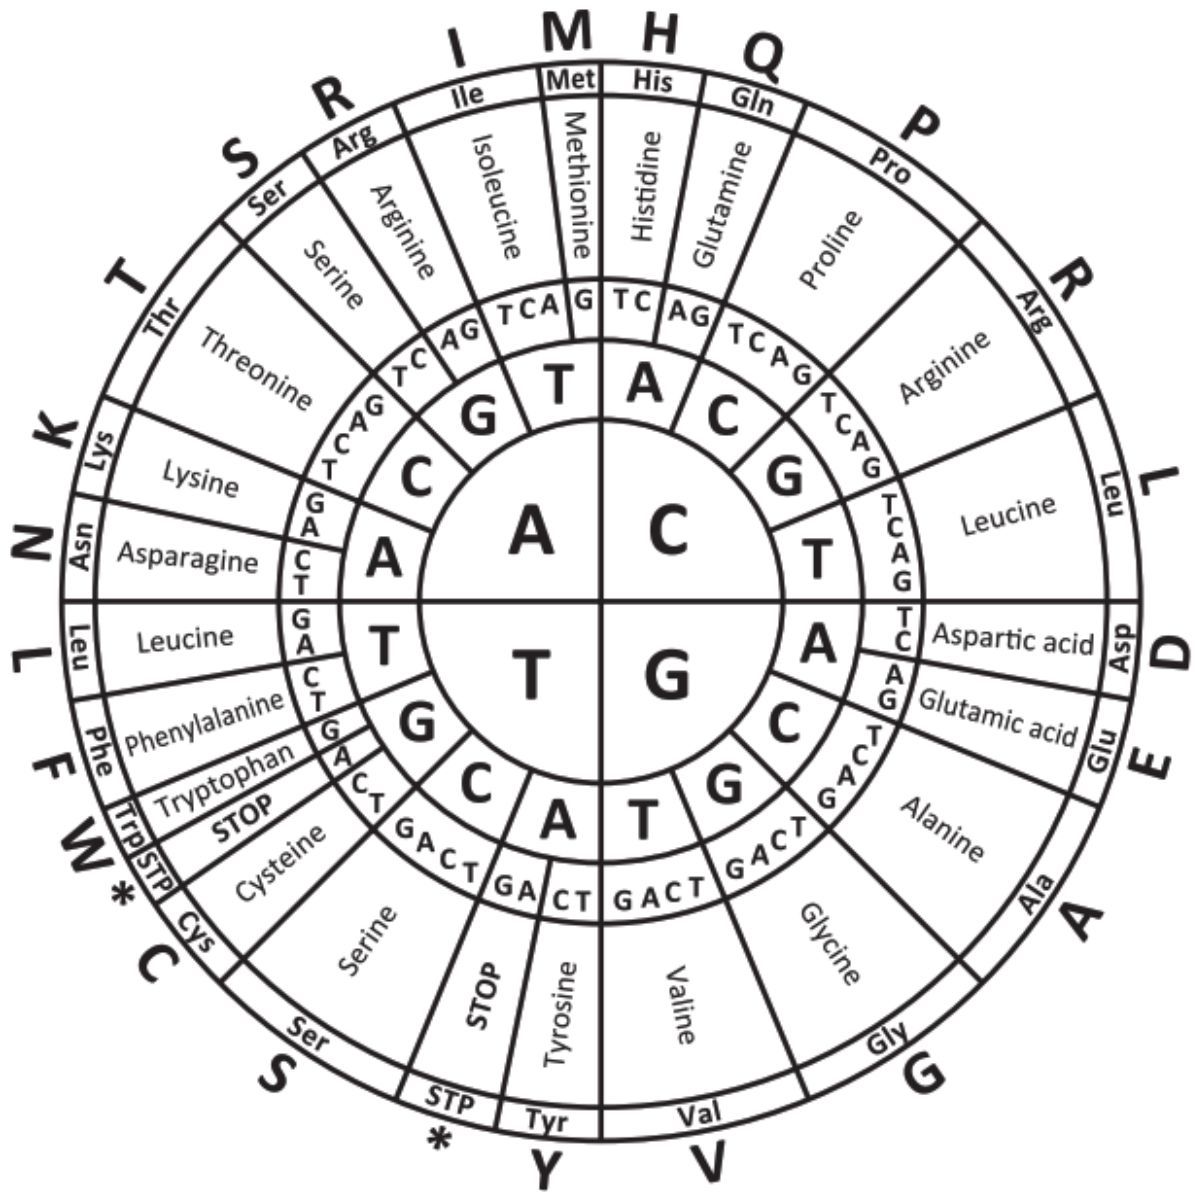 M
H
Q
P
R
L
D
E
A
G
V
Y
*
S
C
*
W
F
L
N
K
T
S
R
I
Met
His
Gln
Pro
Arg
Leu
Asp
Glu
Ala
Gly
Val
Tyr
STP
Ser
Cys
STP
Trp
Phe
Leu
Asn
Lys
Thr
Ser
Arg
Ile
Methionine
Histidine
Glutamine
Proline
Arginine
Leucine
Aspartic acid
Glutamic acid
Alanine
Glycine
Valine
Tyrosine
STOP
Serine
Cysteine
STOP
Tryptophan
Phenylalanine
Leucine
Asparagine
Lysine
Threonine
Serine
Arginine
Isoleucine
G
T C
A G
T C A G
T C A G
T C A G
T C
A G
T C A G
T C A G
T C A G
T C
A G
T C A G
T C
A
G
T C
A G
T C
A G
T C A G
T C
A G
T C A
T
A
C
G
T
A
C
G
T
A
C
G
T
A
C
G
A
C
G
T